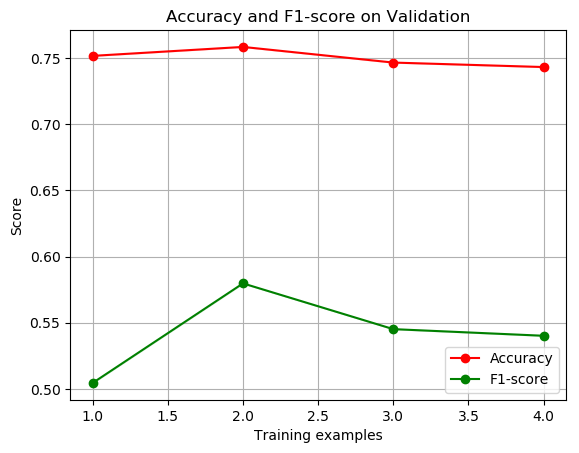 Accuracy and F1-score on Validation
0.75
0.70
0.65
0.60
0.55
0.50
Score
Accuracy
F1-score
1.0 1.5 2.0 2.5 3.0 3.5 4.0
Training examples